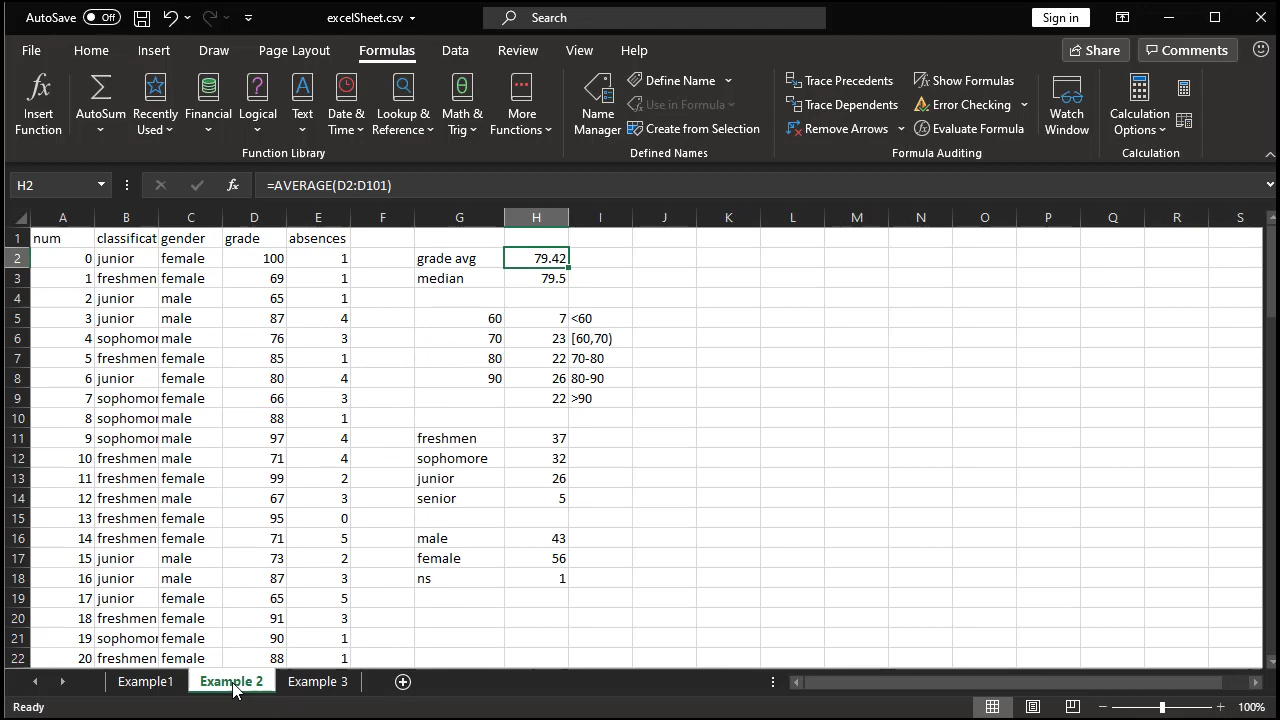 AutoSave Off excelSheet.csv Search Sign in
File Home Insert Draw Page Layout Formulas Data Review View Help Share Comments
Insert Function AutoSum Recently Used Financial Logical Text Date & Time Lookup & Reference Math & Trig More Functions
Function Library
Name Manager
Define Name
Use in Formula
Create from Selection
Defined Names
Trace Precedents
Trace Dependents
Remove Arrows
Show Formulas
Error Checking
Evaluate Formula
Formula Auditing
Watch Window
Calculation Options
Calculation
H2 fx =AVERAGE(D2:D101)
A B C D E F G H I J K L M N O P Q R S
1 num classificat gender grade absences
2 0 junior female 100 1 grade avg 79.42
3 1 freshmen female 69 1 median 79.5
4 2 junior male 65 1
5 3 junior male 87 4 60 7 <60
6 4 sophomor male 76 3 70 23 [60,70)
7 5 freshmen female 85 1 80 22 70-80
8 6 junior female 80 4 90 26 80-90
9 7 sophomor female 66 3 22 >90
10 8 sophomor male 88 1
11 9 sophomor male 97 4 freshmen 37
12 10 freshmen male 71 4 sophomore 32
13 11 freshmen female 99 2 junior 26
14 12 freshmen male 67 3 senior 5
15 13 freshmen female 95 0
16 14 freshmen female 71 5 male 43
17 15 junior male 73 2 female 56
18 16 junior male 87 3 ns 1
19 17 junior female 65 5
20 18 freshmen female 91 3
21 19 sophomor female 90 1
22 20 freshmen female 88 1
Example1 Example 2 Example 3
Ready 100%